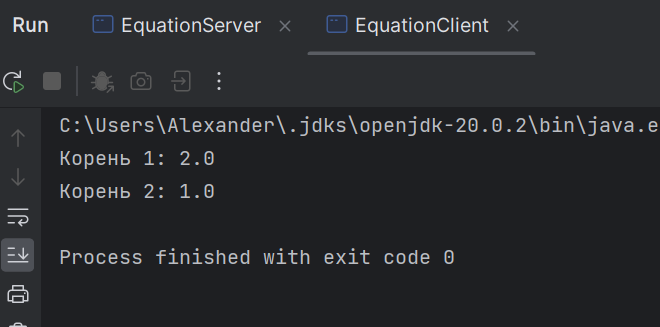 Run EquationServer EquationClient
C:\Users\Alexander\.jdks\openjdk-20.0.2\bin\java.e
Корень 1: 2.0
Корень 2: 1.0
Process finished with exit code 0